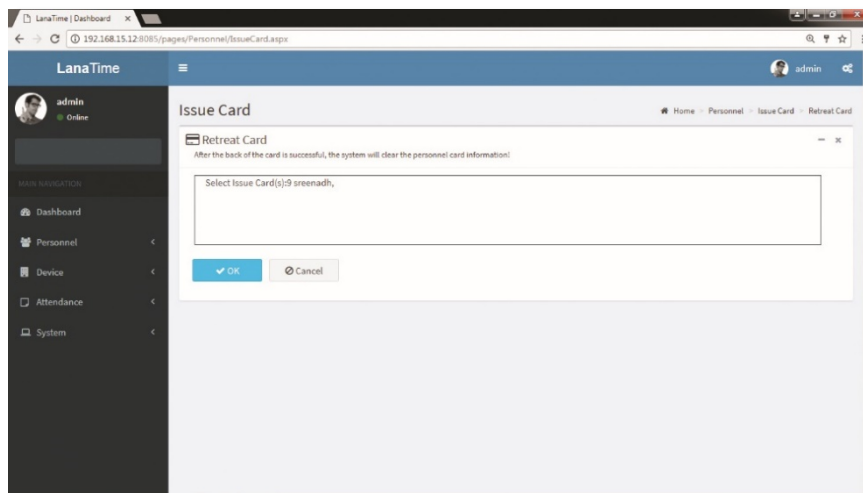 LanaTime | Dashboard
192.168.15.12:8085/pages/Personnel/IssueCard.aspx
LanaTime
admin
admin
Online
Issue Card
Home Personnel Issue Card Retreat Card
Retreat Card
After the back of the card is successful, the system will clear the personnel card information!
MAIN NAVIGATION
Select Issue Card(s):9 sreenadh,
Dashboard
Personnel
Device
Attendance
System
OK
Cancel